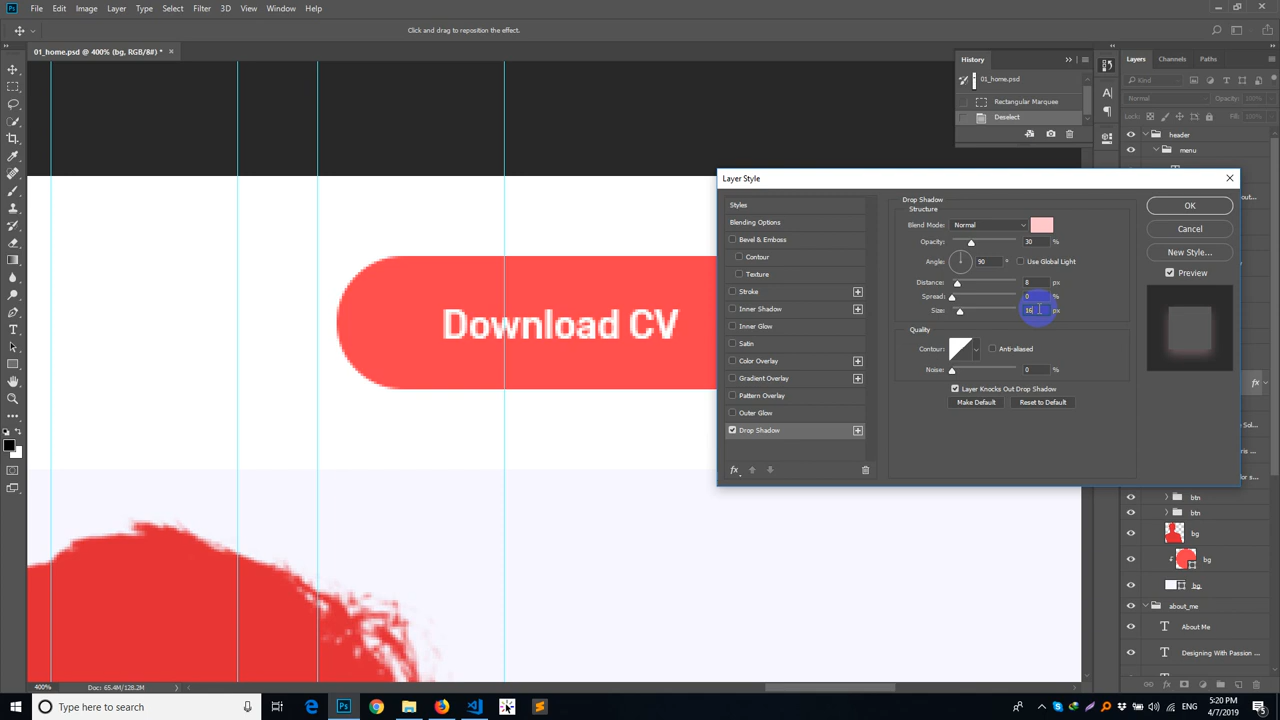 Ps File Edit Image Layer Type Select Filter 3D View Window Help
Click and drag to reposition the effect.
01_home.psd @ 400% (bg, RGB/8#) *
History
01_home.psd
Rectangular Marquee
Deselect
Layers Channels Paths
Kind
Normal Opacity: 100%
Lock: Fill: 100%
header
menu
Layer Style
Styles
Blending Options
Bevel & Emboss
Contour
Texture
Stroke
Inner Shadow
Inner Glow
Satin
Color Overlay
Gradient Overlay
Pattern Overlay
Outer Glow
Drop Shadow
fx
Drop Shadow
Structure
Blend Mode: Normal
Opacity: 30 %
Angle: 90 ° Use Global Light
Distance: 8 px
Spread: 0 %
Size: 16 px
Quality
Contour: Anti-aliased
Noise: 0 %
Layer Knocks Out Drop Shadow
Make Default Reset to Default
OK
Cancel
New Style...
Preview
Download CV
fx
btn
btn
bg
bg
bg
about_me
T About Me
T Designing With Passion ...
400% Doc: 65.4M/128.2M
Type here to search
ENG
5:20 PM
4/7/2019